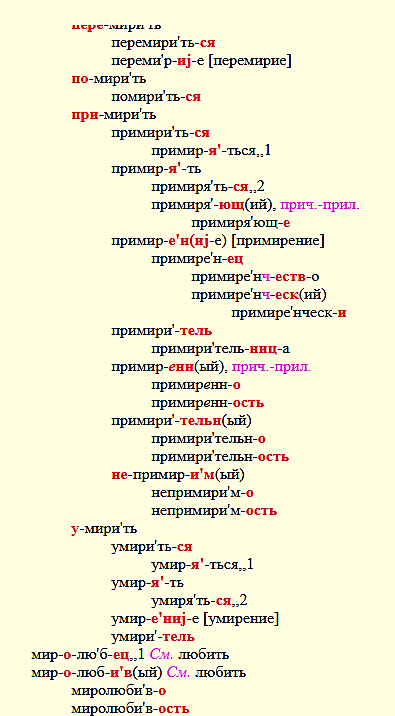 пере-мири'ть
перемири'ть-ся
переми'р-иj-е [перемирие]
по-мири'ть
помири'ть-ся
при-мири'ть
примири'ть-ся
примир-я'-ться,,1
примир-я'-ть
примиря'ть-ся,,2
примиря'-ющ(ий), прич.-прил.
примиря'ющ-е
примир-е'н(иj-е) [примирение]
примире'н-ец
примире'нч-еств-о
примире'нч-еск(ий)
примире'нческ-и
примири'-тель
примири'тель-ниц-а
примир-енн(ый), прич.-прил.
примиренн-о
примиренн-ость
примири'-тельн(ый)
примири'тельн-о
примири'тельн-ость
не-примир-и'м(ый)
непримири'м-о
непримири'м-ость
у-мири'ть
умири'ть-ся
умир-я'-ться,,1
умир-я'-ть
умиря'ть-ся,,2
умир-е'ниj-е [умирение]
умири'-тель
мир-о-лю'б-ец,,1 См. любить
мир-о-люб-и'в(ый) См. любить
миролюби'в-о
миролюби'в-ость